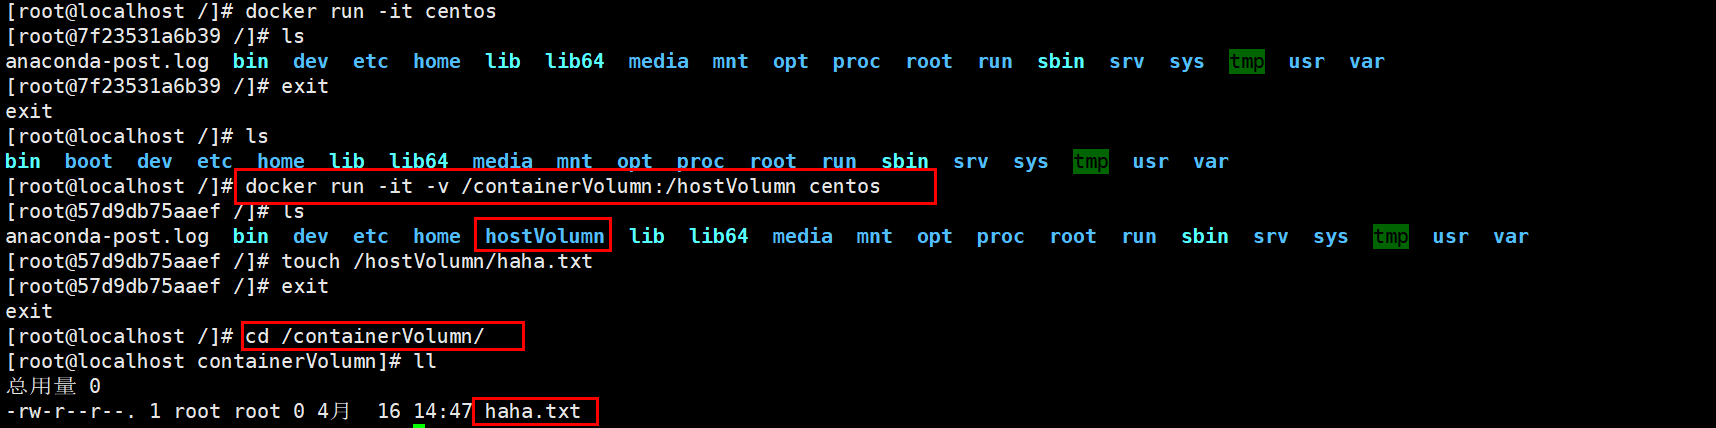 [root@localhost /]# docker run -it centos
[root@7f23531a6b39 /]# ls
anaconda-post.log  bin  dev  etc  home  lib  lib64  media  mnt  opt  proc  root  run  sbin  srv  sys  tmp  usr  var
[root@7f23531a6b39 /]# exit
exit
[root@localhost /]# ls
bin  boot  dev  etc  home  lib  lib64  media  mnt  opt  proc  root  run  sbin  srv  sys  tmp  usr  var
[root@localhost /]# docker run -it -v /containerVolumn:/hostVolumn centos
[root@57d9db75aaef /]# ls
anaconda-post.log  bin  dev  etc  home  hostVolumn  lib  lib64  media  mnt  opt  proc  root  run  sbin  srv  sys  tmp  usr  var
[root@57d9db75aaef /]# touch /hostVolumn/haha.txt
[root@57d9db75aaef /]# exit
exit
[root@localhost /]# cd /containerVolumn/
[root@localhost containerVolumn]# ll
总用量 0
-rw-r--r--. 1 root root 0 4月  16 14:47 haha.txt